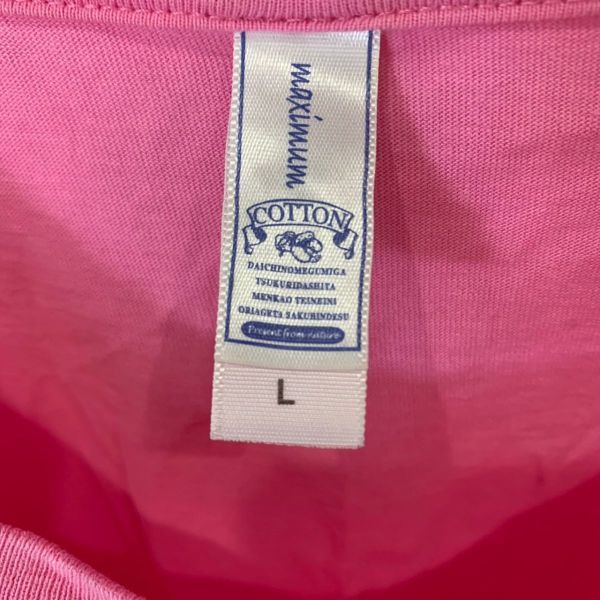 maximum
COTTON
DAICHINOMEGUMIGA
TSUKURIDASHITA
MENKAO TEINEINI
ORIAGETA SAKUHINDESU
Present from nature
L